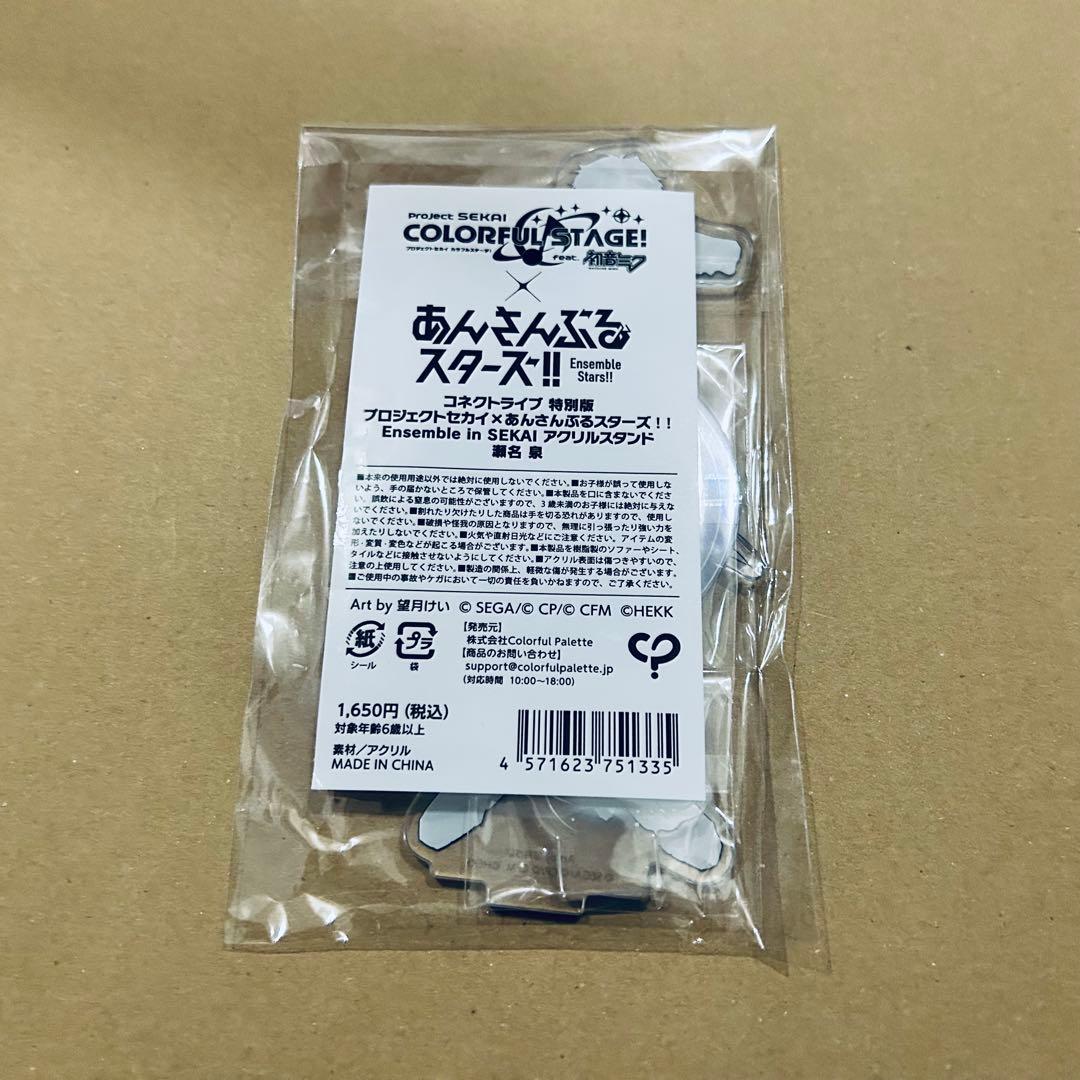 Project SEKAI
COLORFUL STAGE!
プロジェクトセカイ カラフルステージ!
feat. 初音ミク
HATSUNE MIKU
×
あんさんぶる
スターズ!!
Ensemble
Stars!!
コネクトライブ 特別版
プロジェクトセカイ×あんさんぶるスターズ!!
Ensemble in SEKAI アクリルスタンド
瀬名 泉
■本来の使用用途以外では絶対に使用しないでください。■お子様が誤って使用しな
いよう、手の届かないところで保管してください。■本製品を口に含まないでくださ
い。誤飲による窒息の可能性がございますので、3歳未満のお子様には絶対に与えな
いでください。■割れたり欠けたりした商品は手を切る恐れがありますので、使用し
ないでください。■破損や怪我の原因となりますので、無理に引っ張ったり強い力を
加えたりしないでください。■火気や直射日光などにご注意ください。アイテムの変
形・変質・変色などが起こる場合がございます。■本製品を樹脂製のソファーやシート、
タイルなどに接触させないようにしてください。■アクリル表面は傷つきやすいので、
注意の上使用してください。■製造の関係上、軽微な傷が発生する場合がございます。
■ご使用中の事故やケガにおいて一切の責任を負いかねますので、ご了承ください。
Art by 望月けい © SEGA/© CP/© CFM ©HEKK
紙
シール
プラ
袋
【発売元】
株式会社Colorful Palette
【商品のお問い合わせ】
support@colorfulpalette.jp
(対応時間 10:00〜18:00)
1,650円(税込)
対象年齢6歳以上
素材/アクリル
MADE IN CHINA
4 571623 751335